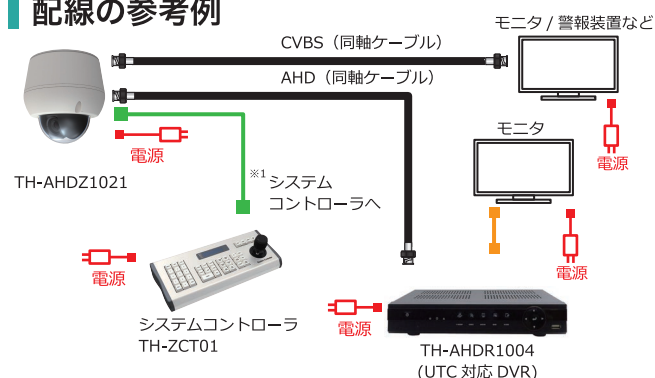 配線の参考例
モニタ / 警報装置など
CVBS（同軸ケーブル）
AHD（同軸ケーブル）
電源
モニタ
電源
TH-AHDZ1021
※1 システム
コントローラへ
電源
電源
システムコントローラ
TH-ZCT01
電源
TH-AHDR1004
(UTC 対応 DVR)